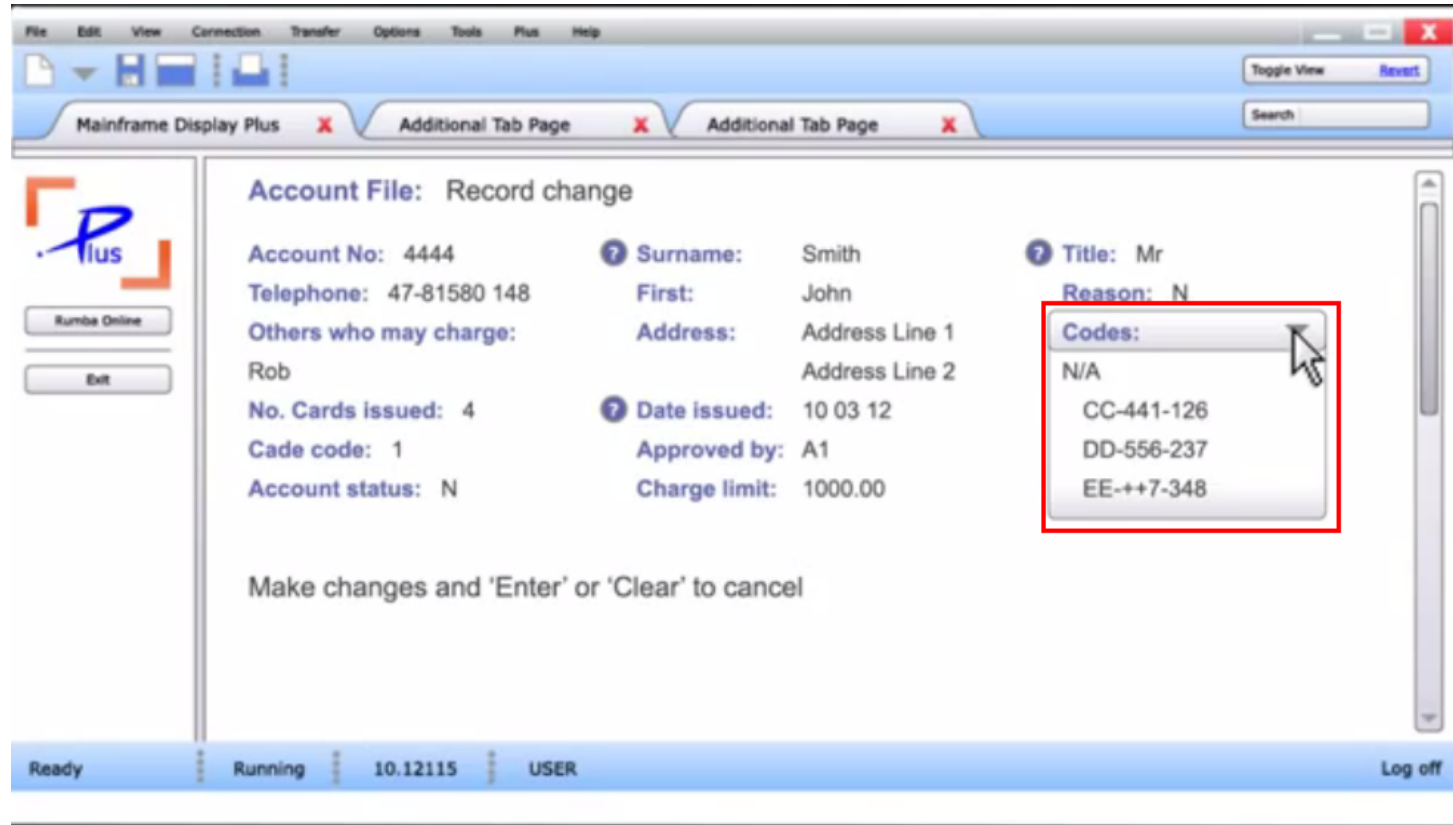 File Edit View Connection Transfer Options Tools Plus Help
X
Toggle View Revert
Mainframe Display Plus X Additional Tab Page X Additional Tab Page X
Search
Plus
Rumba Online
Exit
Account File: Record change
Account No: 4444 ? Surname: Smith ? Title: Mr
Telephone: 47-81580 148 First: John Reason: N
Others who may charge: Address: Address Line 1 Codes:
Rob Address Line 2 N/A
No. Cards issued: 4 ? Date issued: 10 03 12 CC-441-126
Cade code: 1 Approved by: A1 DD-556-237
Account status: N Charge limit: 1000.00 EE-++7-348
Make changes and ‘Enter’ or ‘Clear’ to cancel
Ready Running 10.12115 USER Log off